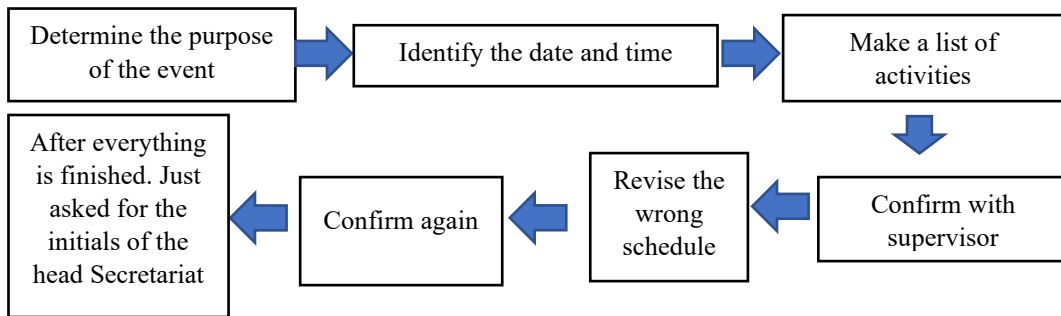 Determine the purpose
of the event
Identify the date and time
Make a list of
activities
Confirm with
supervisor
Revise the
wrong
schedule
Confirm again
After everything
is finished. Just
asked for the
initials of the
head Secretariat